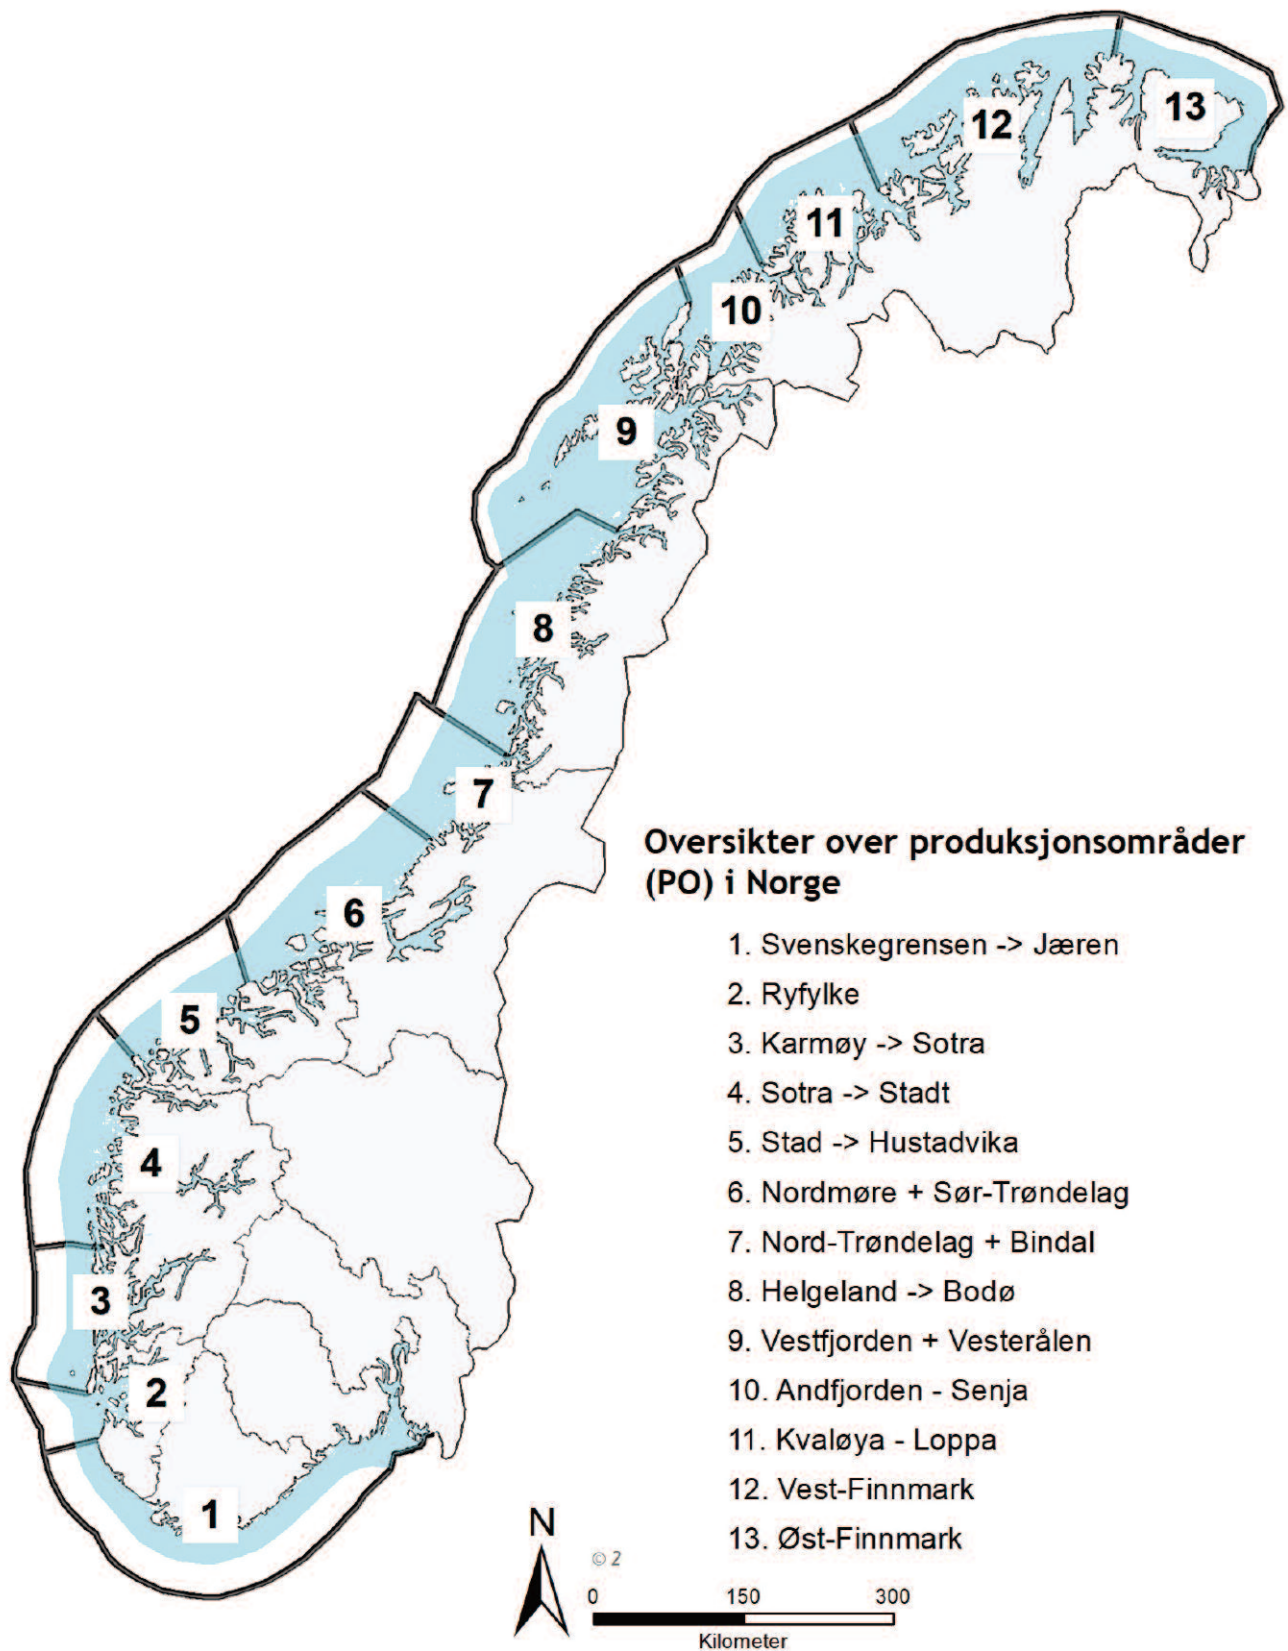 13
12
11
10
9
8
7
Oversikter over produksjonsområder
(PO) i Norge
6
1. Svenskegrensen -> Jæren
2. Ryfylke
5
3. Karmøy -> Sotra
4. Sotra -> Stadt
5. Stad -> Hustadvika
4
6. Nordmøre + Sør-Trøndelag
7. Nord-Trøndelag + Bindal
8. Helgeland -> Bodø
3
9. Vestfjorden + Vesterålen
2
10. Andfjorden - Senja
11. Kvaløya - Loppa
12. Vest-Finnmark
1
13. Øst-Finnmark
N
© 2
0 150 300
Kilometer